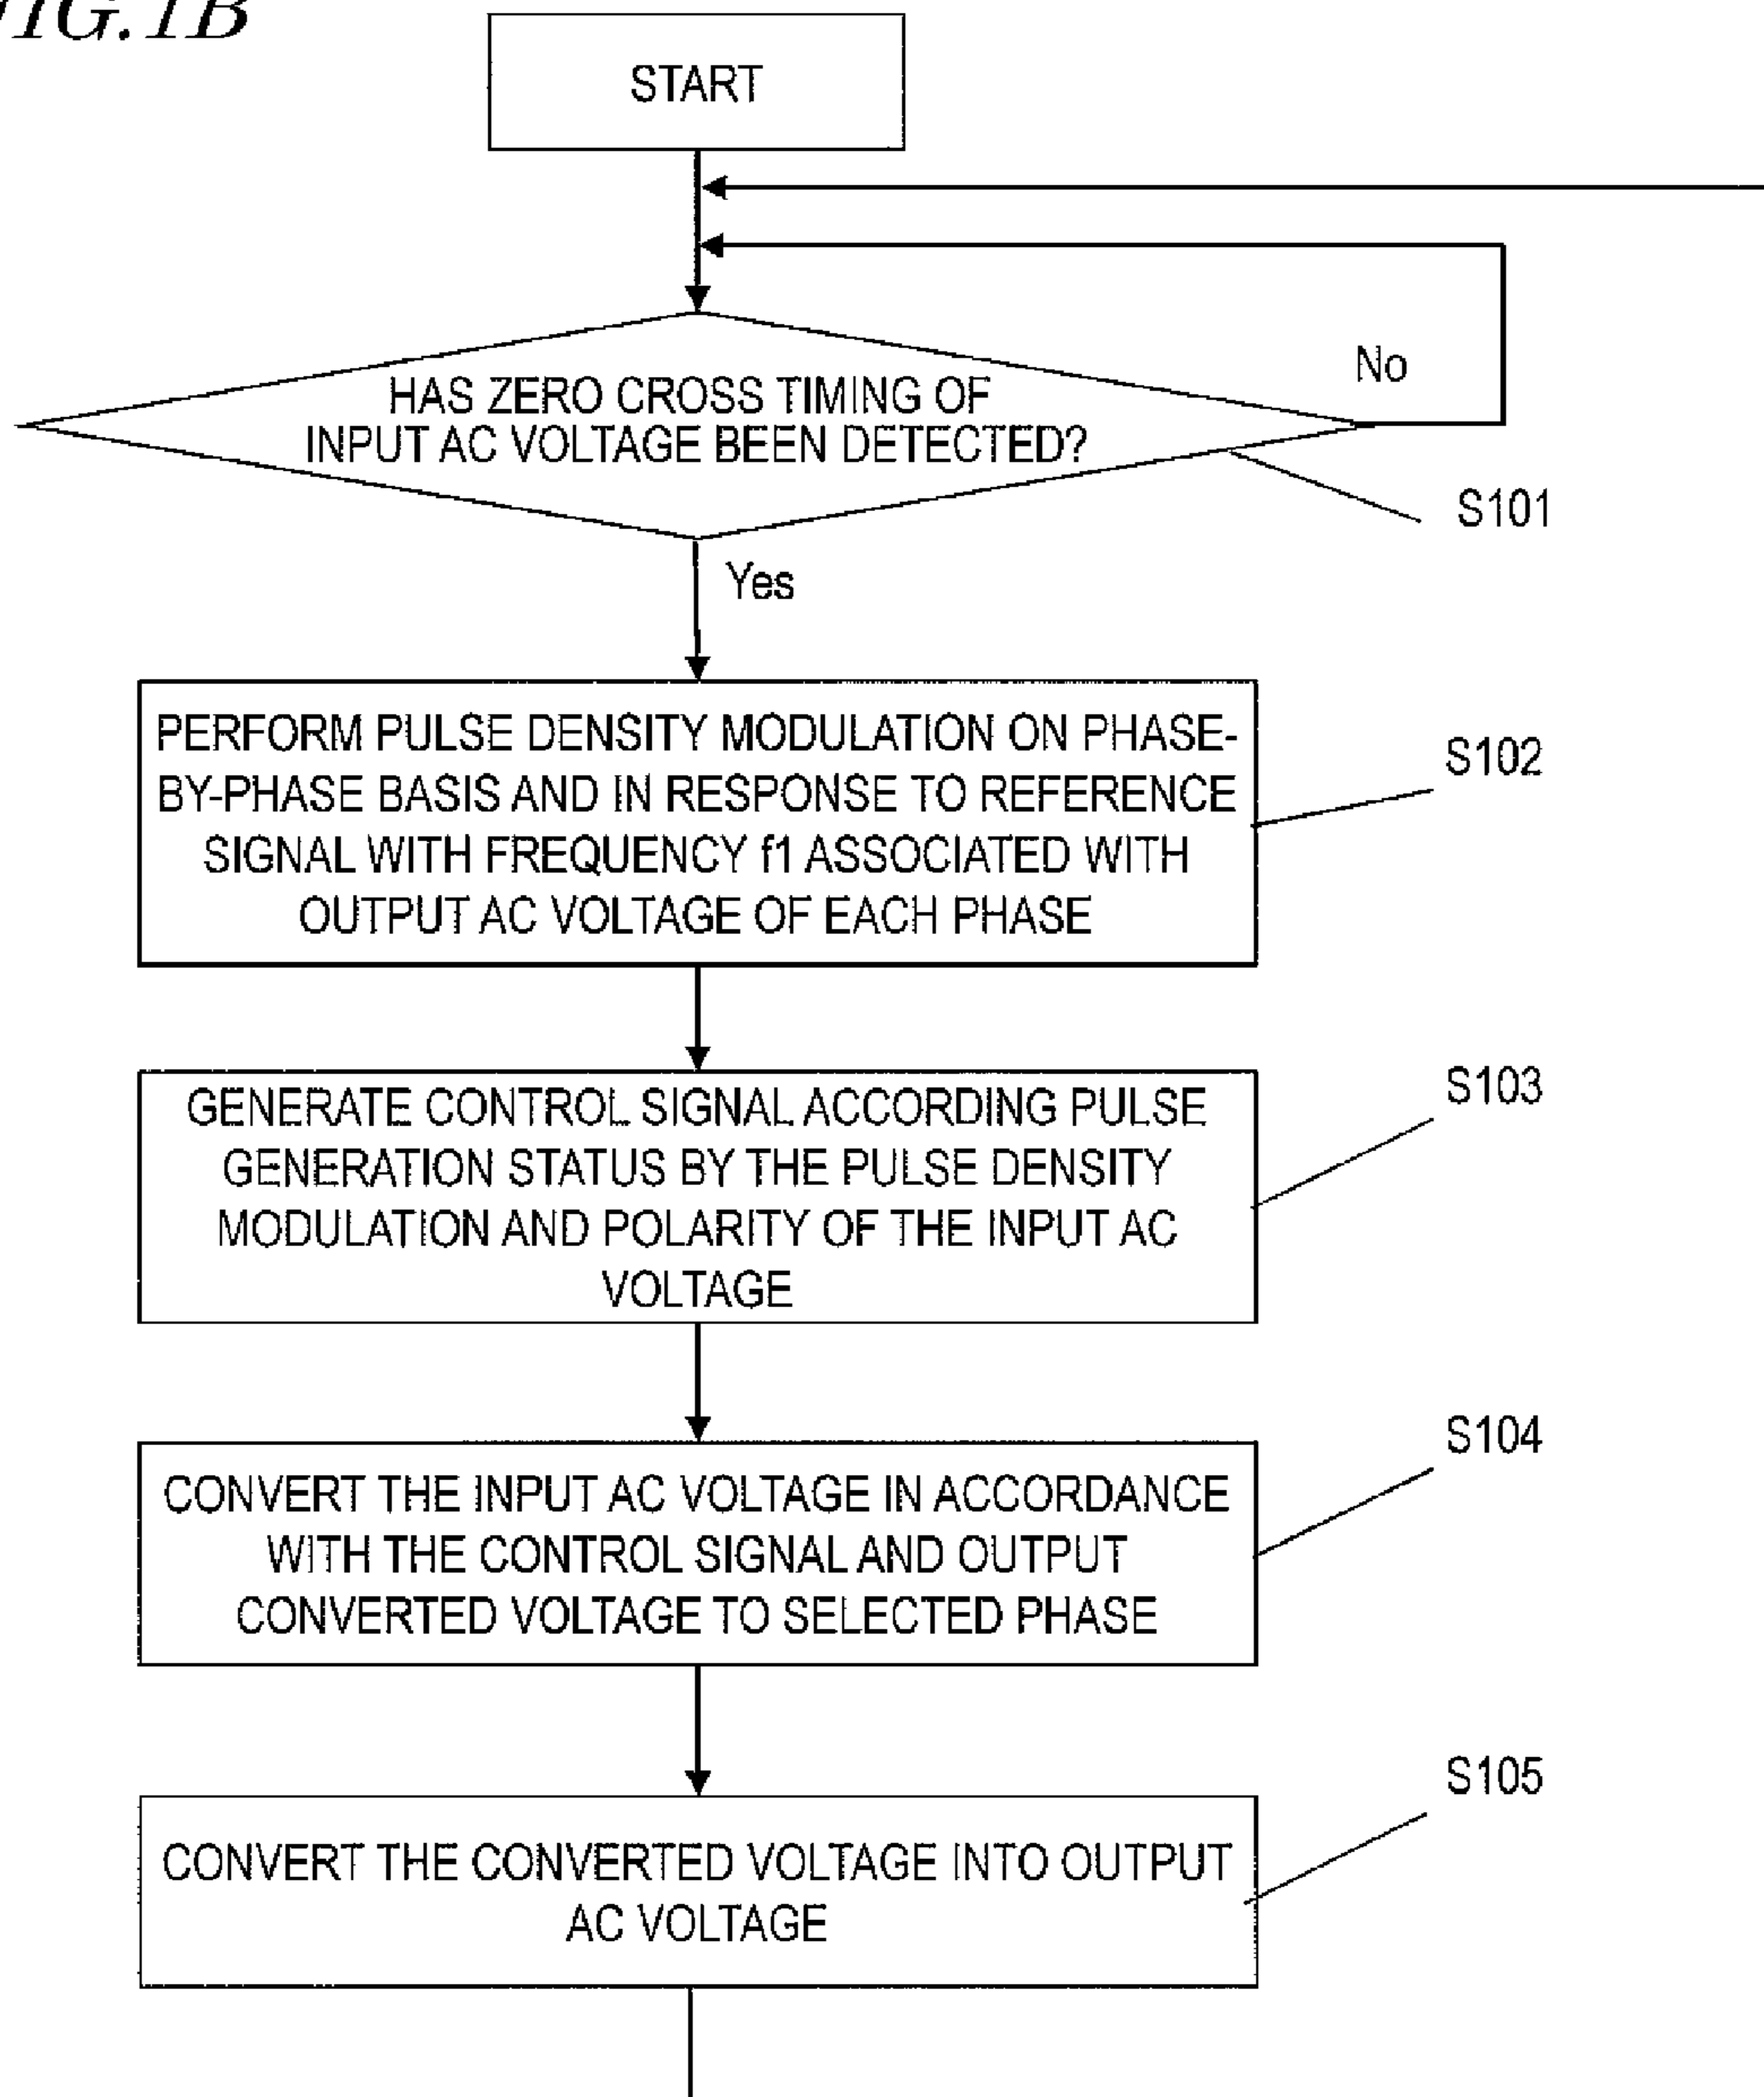 FIG. 1B
START
No
HAS ZERO CROSS TIMING OF
INPUT AC VOLTAGE BEEN DETECTED?
S101
Yes
PERFORM PULSE DENSITY MODULATION ON PHASE-
BY-PHASE BASIS AND IN RESPONSE TO REFERENCE
SIGNAL WITH FREQUENCY f1 ASSOCIATED WITH
OUTPUT AC VOLTAGE OF EACH PHASE
S102
GENERATE CONTROL SIGNAL ACCORDING PULSE
GENERATION STATUS BY THE PULSE DENSITY
MODULATION AND POLARITY OF THE INPUT AC
VOLTAGE
S103
CONVERT THE INPUT AC VOLTAGE IN ACCORDANCE
WITH THE CONTROL SIGNAL AND OUTPUT
CONVERTED VOLTAGE TO SELECTED PHASE
S104
CONVERT THE CONVERTED VOLTAGE INTO OUTPUT
AC VOLTAGE
S105